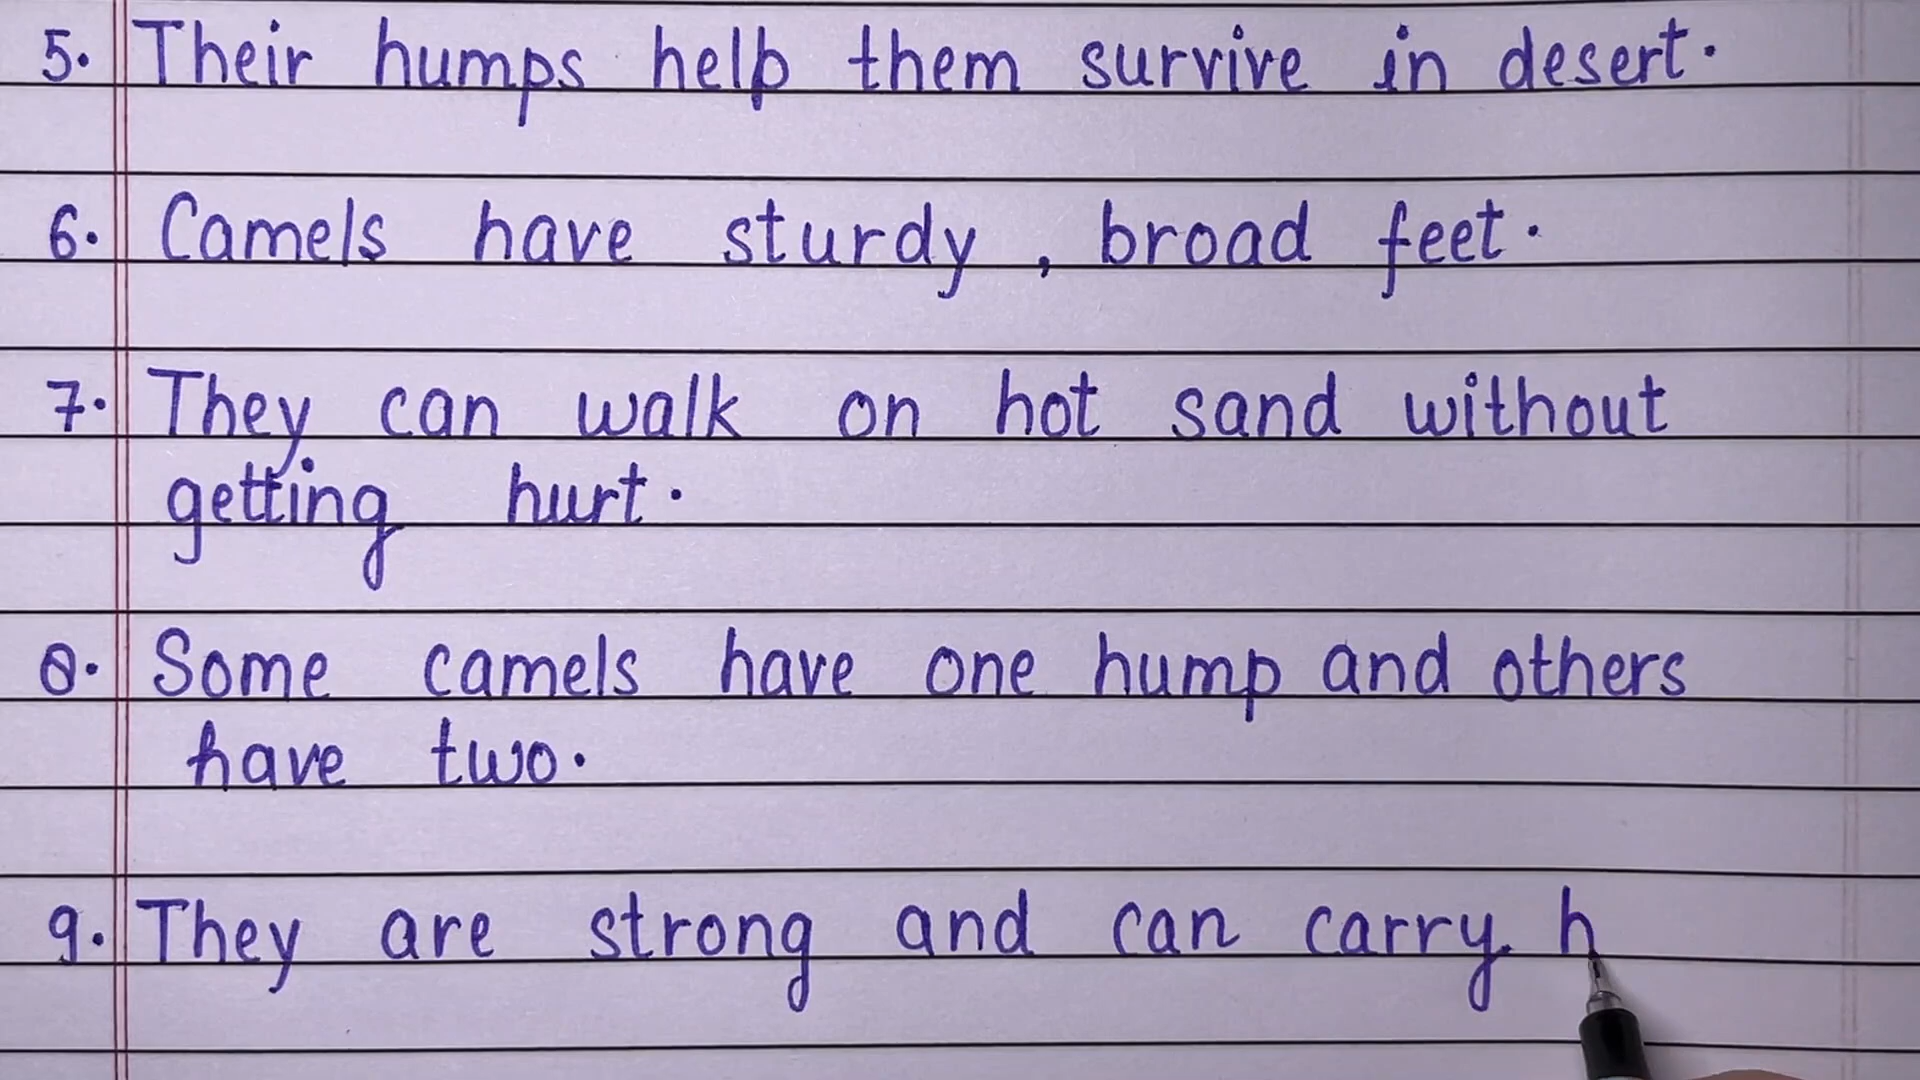 5. Their humps help them survive in desert.
6. Camels have sturdy, broad feet.
7. They can walk on hot sand without
getting hurt.
8. Some camels have one hump and others
have two.
9. They are strong and can carry h